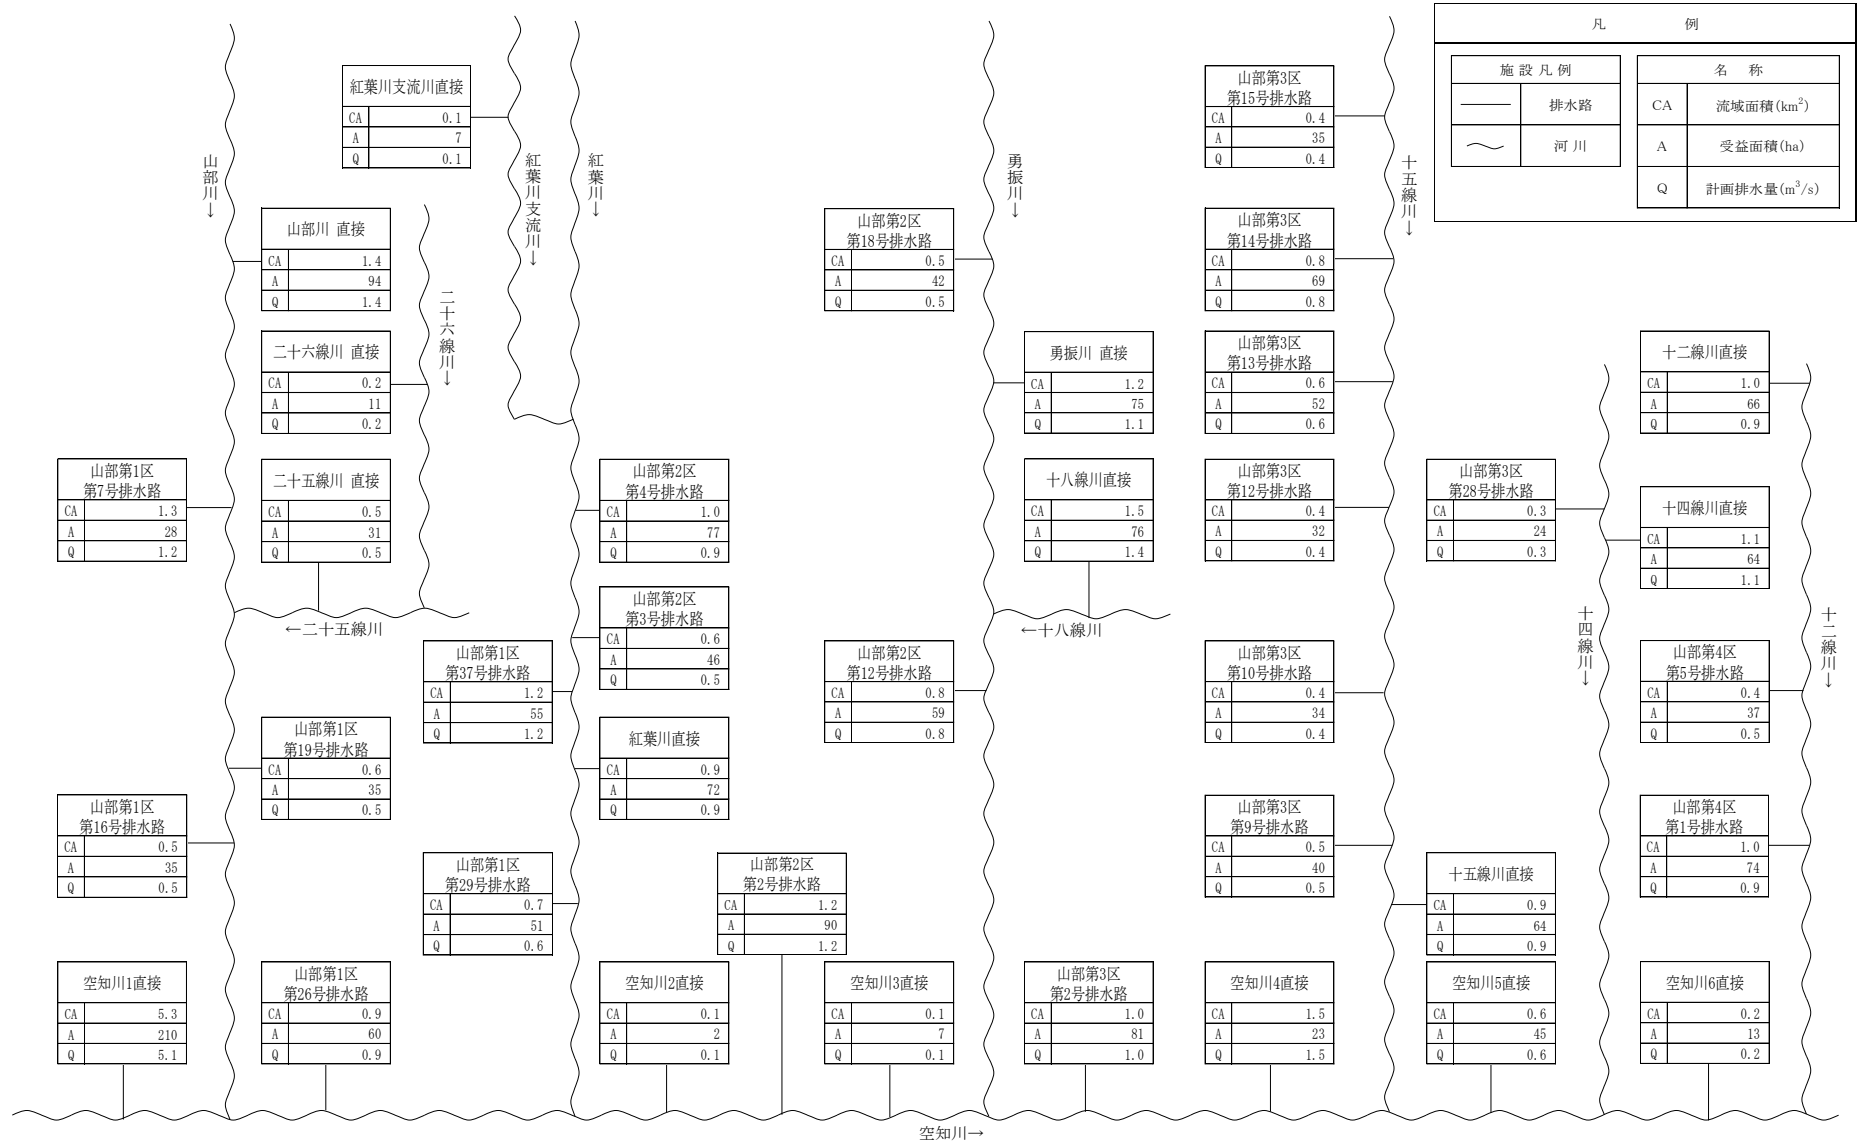 凡 例
施 設 凡 例
排水路
河 川
名 称
CA 流域面積(km²)
A 受益面積(ha)
Q 計画排水量(m³/s)
紅葉川支流川直接
CA 0.1
A 7
Q 0.1
山部川↓
紅葉川支流川↓
紅葉川↓
勇振川↓
十五線川↓
山部第3区
第15号排水路
CA 0.4
A 35
Q 0.4
山部川 直接
CA 1.4
A 94
Q 1.4
二十六線川↓
山部第2区
第18号排水路
CA 0.5
A 42
Q 0.5
山部第3区
第14号排水路
CA 0.8
A 69
Q 0.8
二十六線川 直接
CA 0.2
A 11
Q 0.2
勇振川 直接
CA 1.2
A 75
Q 1.1
山部第3区
第13号排水路
CA 0.6
A 52
Q 0.6
十二線川直接
CA 1.0
A 66
Q 0.9
山部第1区
第7号排水路
CA 1.3
A 28
Q 1.2
二十五線川 直接
CA 0.5
A 31
Q 0.5
山部第2区
第4号排水路
CA 1.0
A 77
Q 0.9
十八線川直接
CA 1.5
A 76
Q 1.4
山部第3区
第12号排水路
CA 0.4
A 32
Q 0.4
山部第3区
第28号排水路
CA 0.3
A 24
Q 0.3
十四線川直接
CA 1.1
A 64
Q 1.1
←二十五線川
山部第2区
第3号排水路
CA 0.6
A 46
Q 0.5
←十八線川
十四線川↓
十二線川↓
山部第1区
第37号排水路
CA 1.2
A 55
Q 1.2
山部第2区
第12号排水路
CA 0.8
A 59
Q 0.8
山部第3区
第10号排水路
CA 0.4
A 34
Q 0.4
山部第4区
第5号排水路
CA 0.4
A 37
Q 0.5
山部第1区
第19号排水路
CA 0.6
A 35
Q 0.5
紅葉川直接
CA 0.9
A 72
Q 0.9
山部第1区
第16号排水路
CA 0.5
A 35
Q 0.5
山部第3区
第9号排水路
CA 0.5
A 40
Q 0.5
山部第4区
第1号排水路
CA 1.0
A 74
Q 0.9
山部第1区
第29号排水路
CA 0.7
A 51
Q 0.6
山部第2区
第2号排水路
CA 1.2
A 90
Q 1.2
十五線川直接
CA 0.9
A 64
Q 0.9
空知川1直接
CA 5.3
A 210
Q 5.1
山部第1区
第26号排水路
CA 0.9
A 60
Q 0.9
空知川2直接
CA 0.1
A 2
Q 0.1
空知川3直接
CA 0.1
A 7
Q 0.1
山部第3区
第2号排水路
CA 1.0
A 81
Q 1.0
空知川4直接
CA 1.5
A 23
Q 1.5
空知川5直接
CA 0.6
A 45
Q 0.6
空知川6直接
CA 0.2
A 13
Q 0.2
空知川→